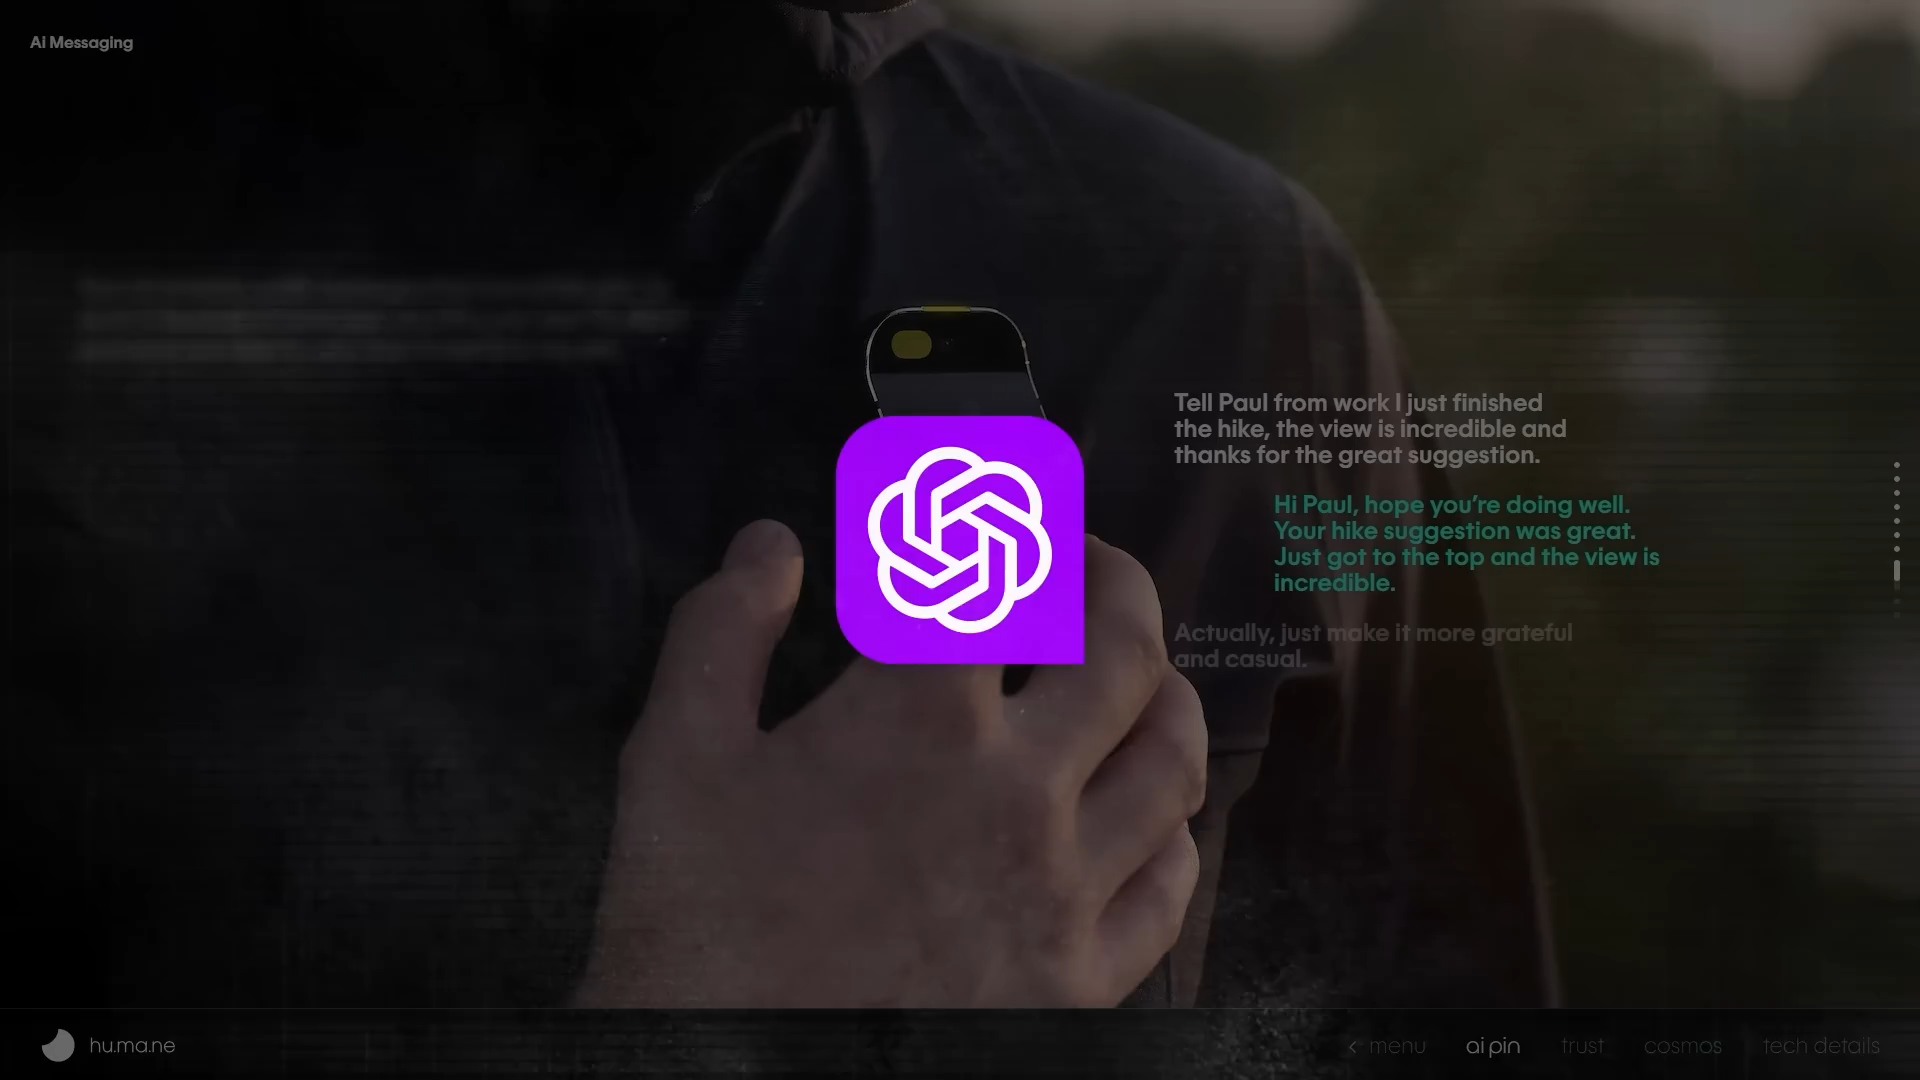 Ai Messaging
Tell Paul from work I just finished
the hike, the view is incredible and
thanks for the great suggestion.
Hi Paul, hope you're doing well.
Your hike suggestion was great.
Just got to the top and the view is
incredible.
Actually, just make it more grateful
and casual.
hu.ma.ne
< menu
ai pin
trust
cosmos
tech details